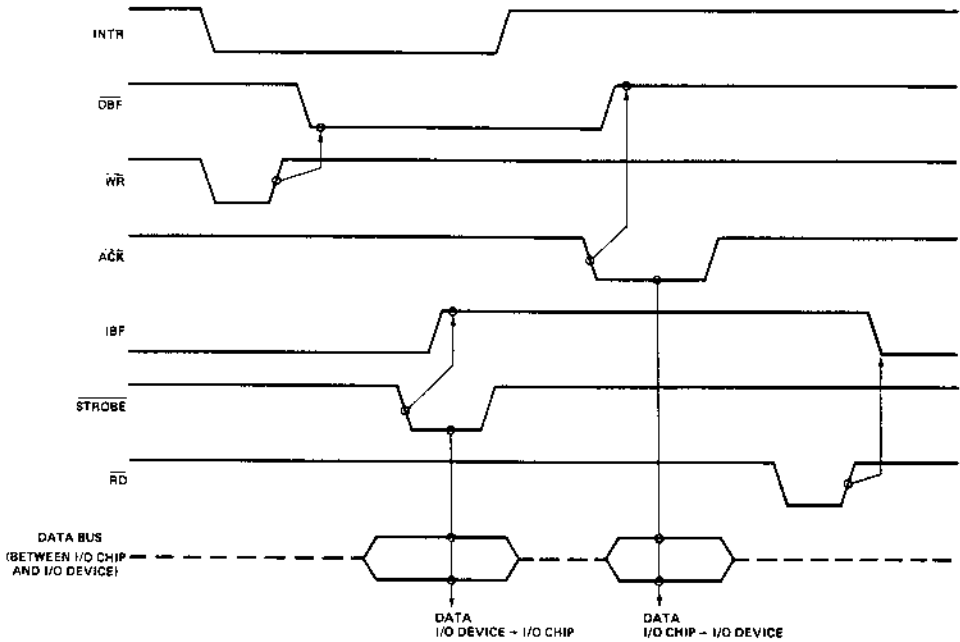 INTR
OBF
WR
ACK
IBF
STROBE
RD
DATA BUS
(BETWEEN I/O CHIP
AND I/O DEVICE)
DATA
I/O DEVICE → I/O CHIP
DATA
I/O CHIP → I/O DEVICE